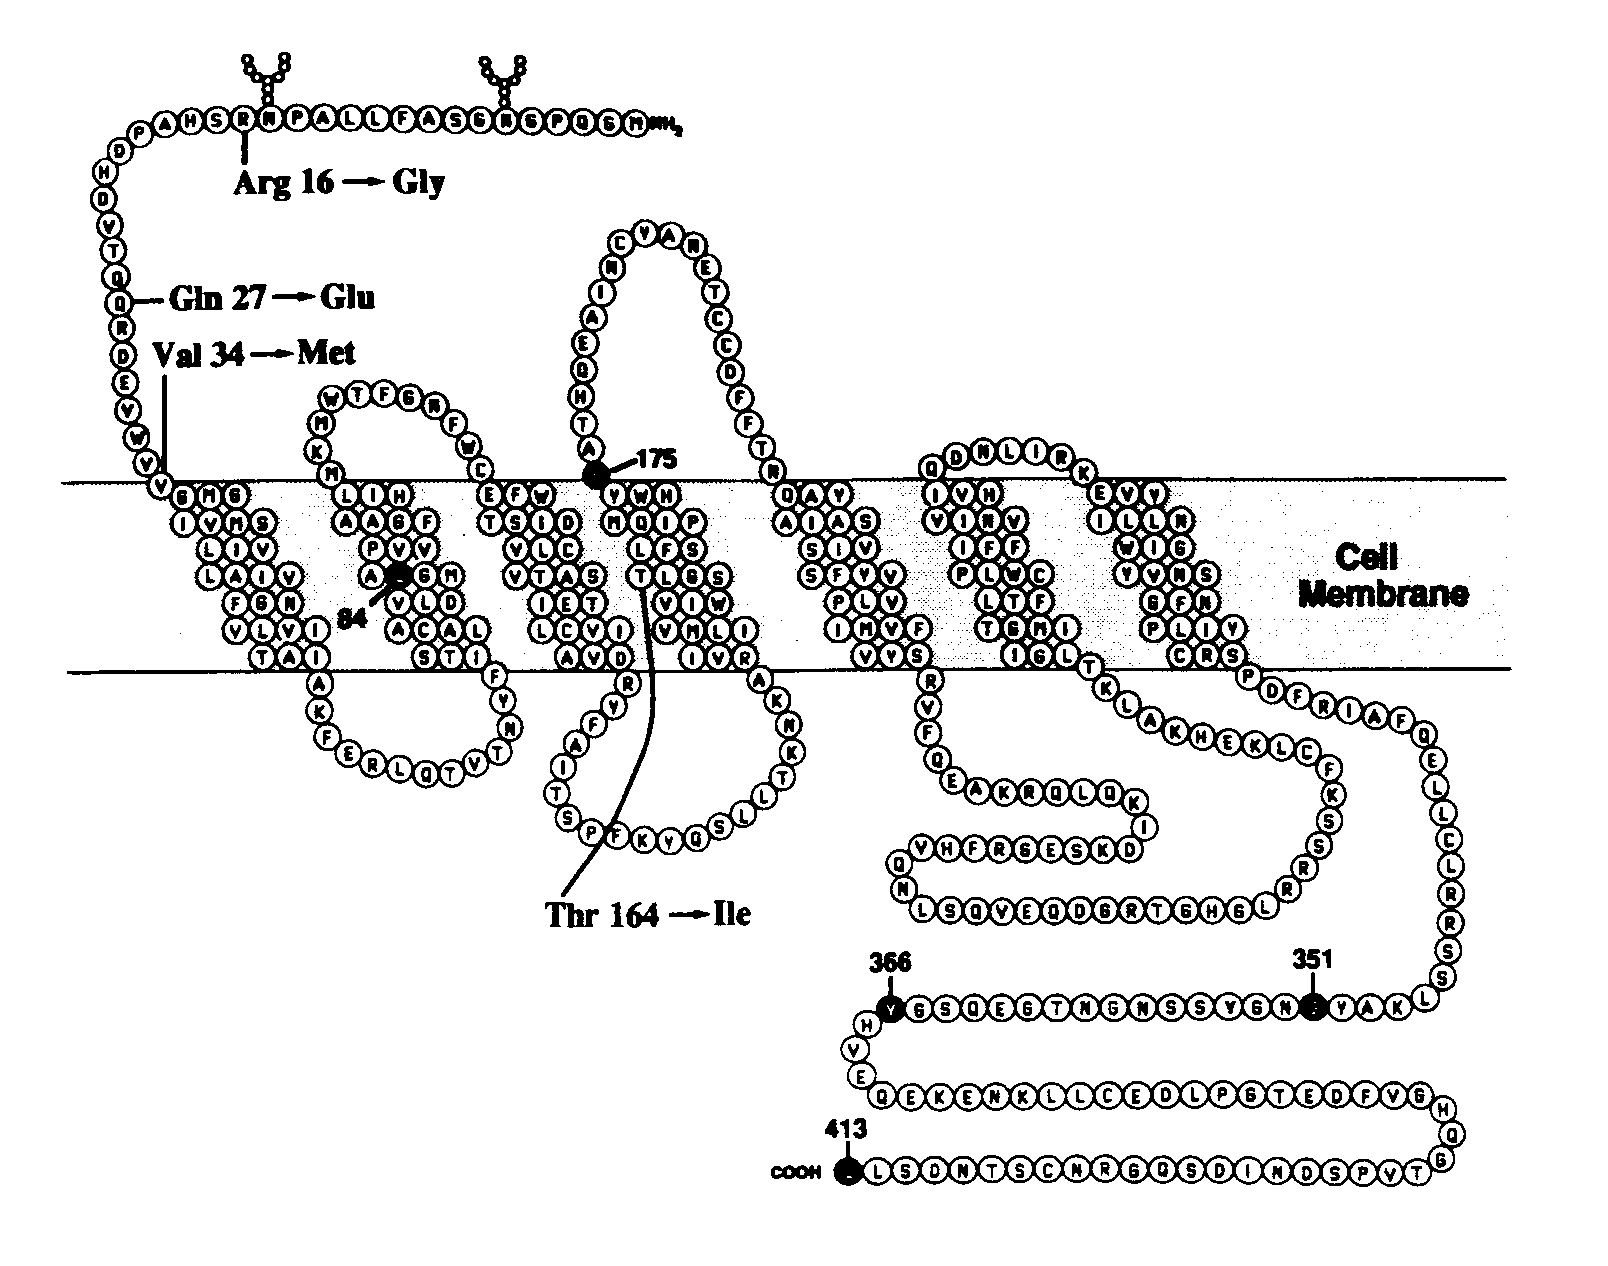 NH2
Arg 16 → Gly
Gln 27 → Glu
Val 34 → Met
175
84
Cell
Membrane
Thr 164 → Ile
366
351
413
COOH
M G Q P G N G S A F L L A P N R S H A P D H D V T Q Q R D E V W V V
K M W T F G N F W C
A T H Q E A I N C Y A N E T C C D F F T N
Q D N L I R K
G M G
I V M S
L I V
L A I V
F G N
V L V I
T A I
L I H
A A G F
P V V
A G M
V L D
A C A L
S T I
E F W
T S I D
V L C
V T A S
I E T
L C V I
A V D
Y W H
M Q I P
L F S
T L G S
V I W
V M L I
I V R
Q A Y
A I A S
S I V
S F Y V
P L V
I M V F
V Y S
I V H
V I N V
I F F
P L W C
L T F
T G M I
I G L
E V Y
I L L N
W I G
Y V N S
G F N
P L I Y
C R S
A K F E R L Q T V T N Y F
R Y F A I T S P F K Y Q S L L T K N K A
R V F Q E A K R Q L Q K I D K S E G R F H V Q N L S Q V E Q D G R T G H G L R R S S K F C L K E H K A L K T
P D F R I A F Q E L L C L R R S S L K A Y
N G Y S S N G N T G E Q S G Y H V E Q E K E N K L L C E D L P G T E D F V G H Q G T V P S D N I D S Q G R N C S T N D S L